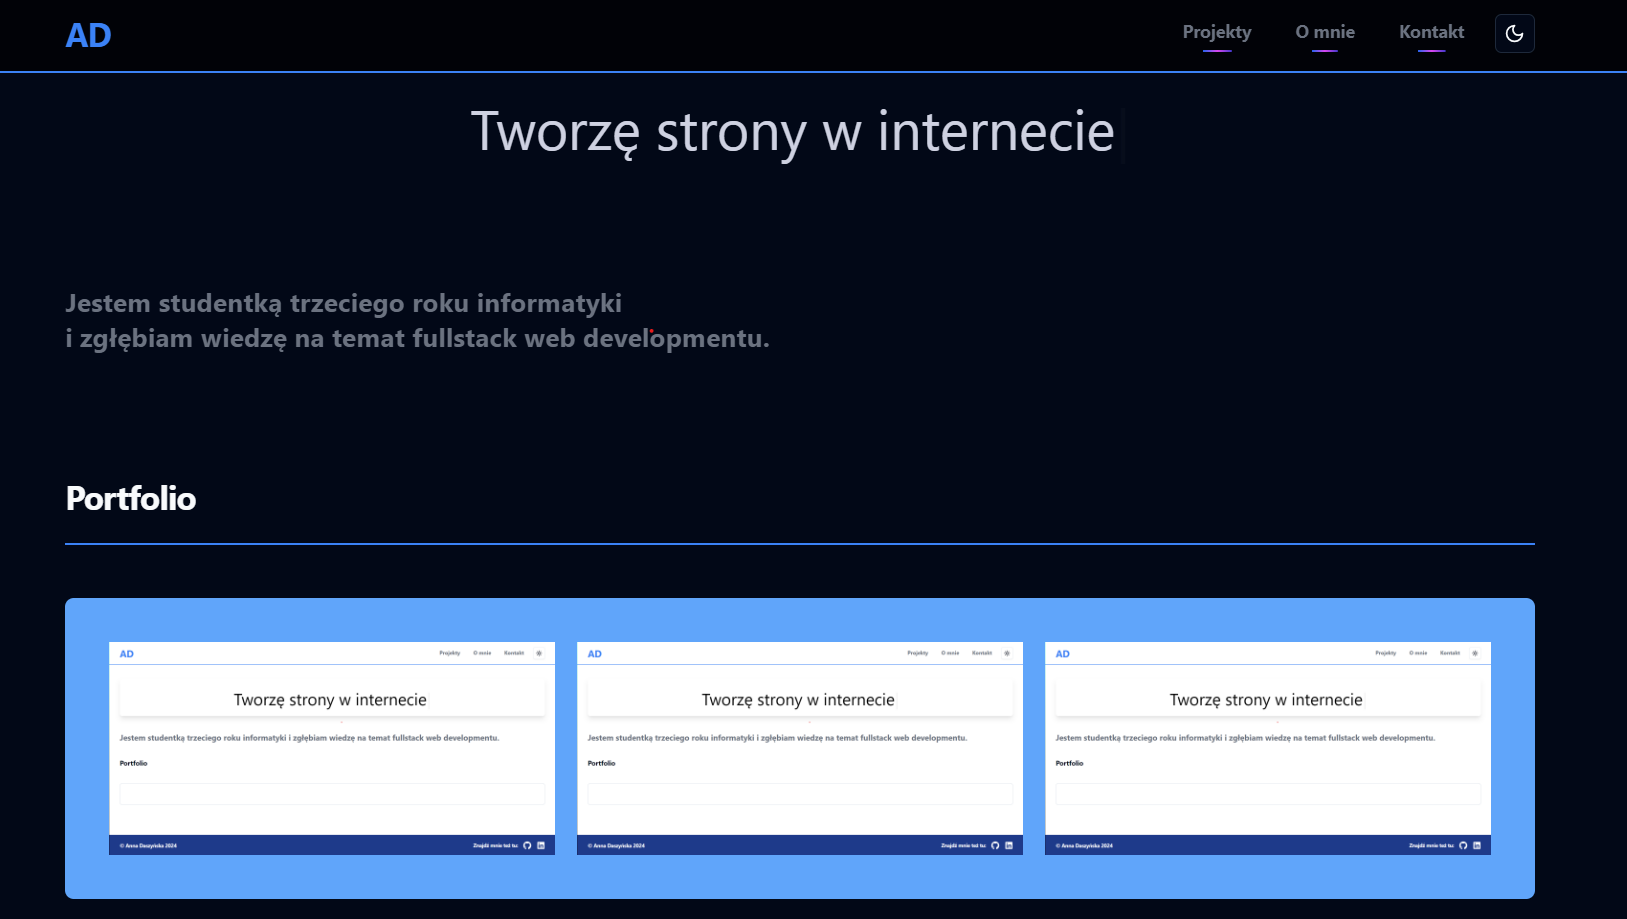 AD
Projekty
O mnie
Kontakt
Tworzę strony w internecie
Jestem studentką trzeciego roku informatyki
i zgłębiam wiedzę na temat fullstack web developmentu.
Portfolio
AD
Projekty
O mnie
Kontakt
Tworzę strony w internecie
Jestem studentką trzeciego roku informatyki i zgłębiam wiedzę na temat fullstack web developmentu.
Portfolio
© Anna Daszyńska 2024
Znajdź mnie też tu:
AD
Projekty
O mnie
Kontakt
Tworzę strony w internecie
Jestem studentką trzeciego roku informatyki i zgłębiam wiedzę na temat fullstack web developmentu.
Portfolio
© Anna Daszyńska 2024
Znajdź mnie też tu:
AD
Projekty
O mnie
Kontakt
Tworzę strony w internecie
Jestem studentką trzeciego roku informatyki i zgłębiam wiedzę na temat fullstack web developmentu.
Portfolio
© Anna Daszyńska 2024
Znajdź mnie też tu: